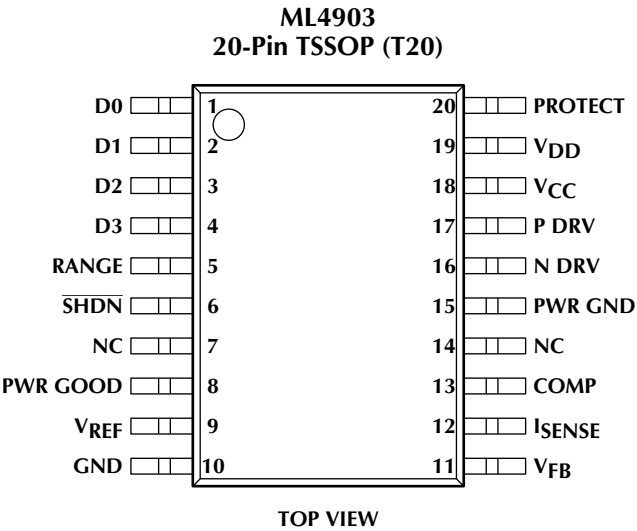 ML4903
20-Pin TSSOP (T20)
D0 1 20 PROTECT
D1 2 19 VDD
D2 3 18 VCC
D3 4 17 P DRV
RANGE 5 16 N DRV
SHDN 6 15 PWR GND
NC 7 14 NC
PWR GOOD 8 13 COMP
VREF 9 12 ISENSE
GND 10 11 VFB
TOP VIEW